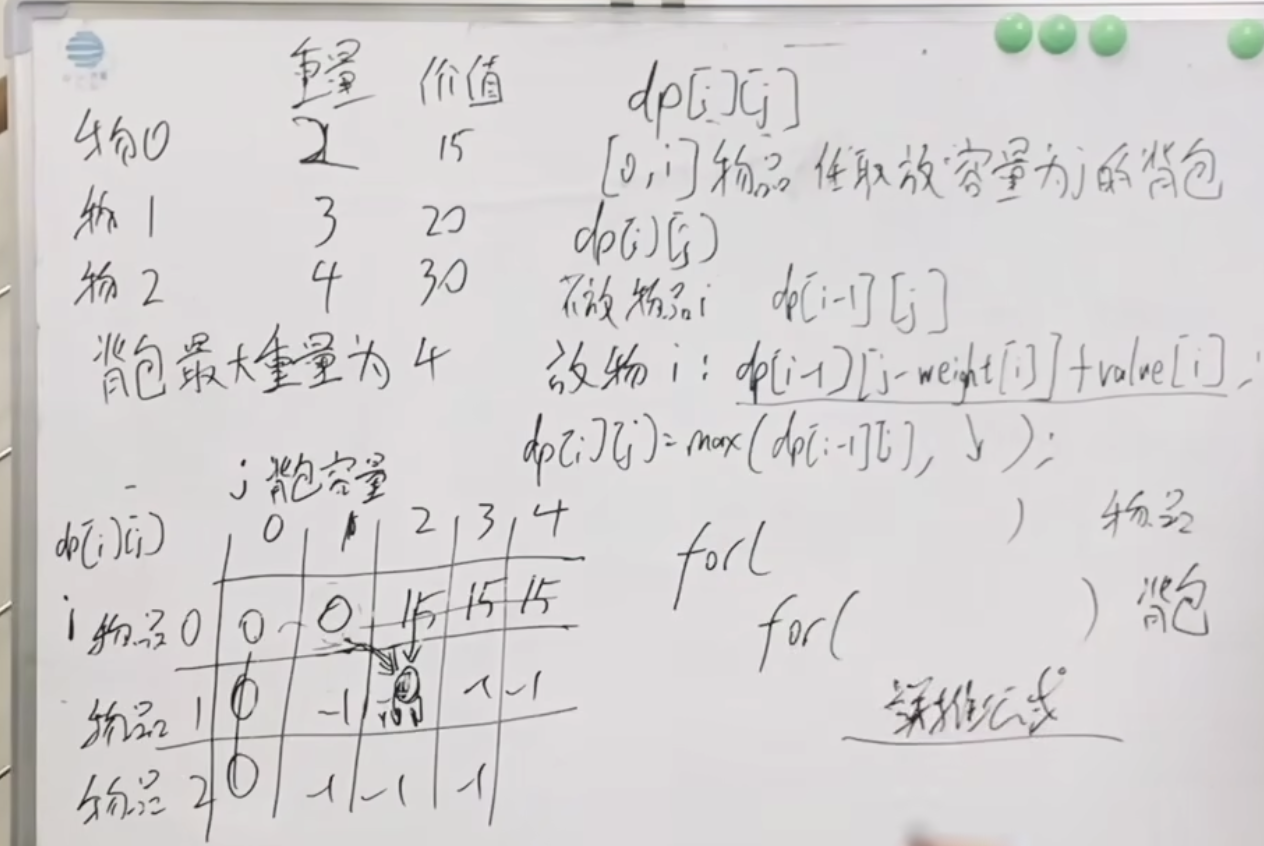 重量 价值
物0 2 15
物1 3 20
物2 4 30
背包最大重量为4
dp[i][j]
[0,i]物品 任取放容量为j的背包
dp[i][j]
不放物品i dp[i-1][j]
放物i: dp[i-1][j-weight[i]]+value[i];
dp[i][j]=max(dp[i-1][j], ↘);
for( ) 物品
for( ) 背包
递推公式
j 背包容量
dp[i][j] 0 1 2 3 4
i 物品0 0 0 15 15 15
物品1 0 -1 -1 -1
物品2 0 -1 -1 -1